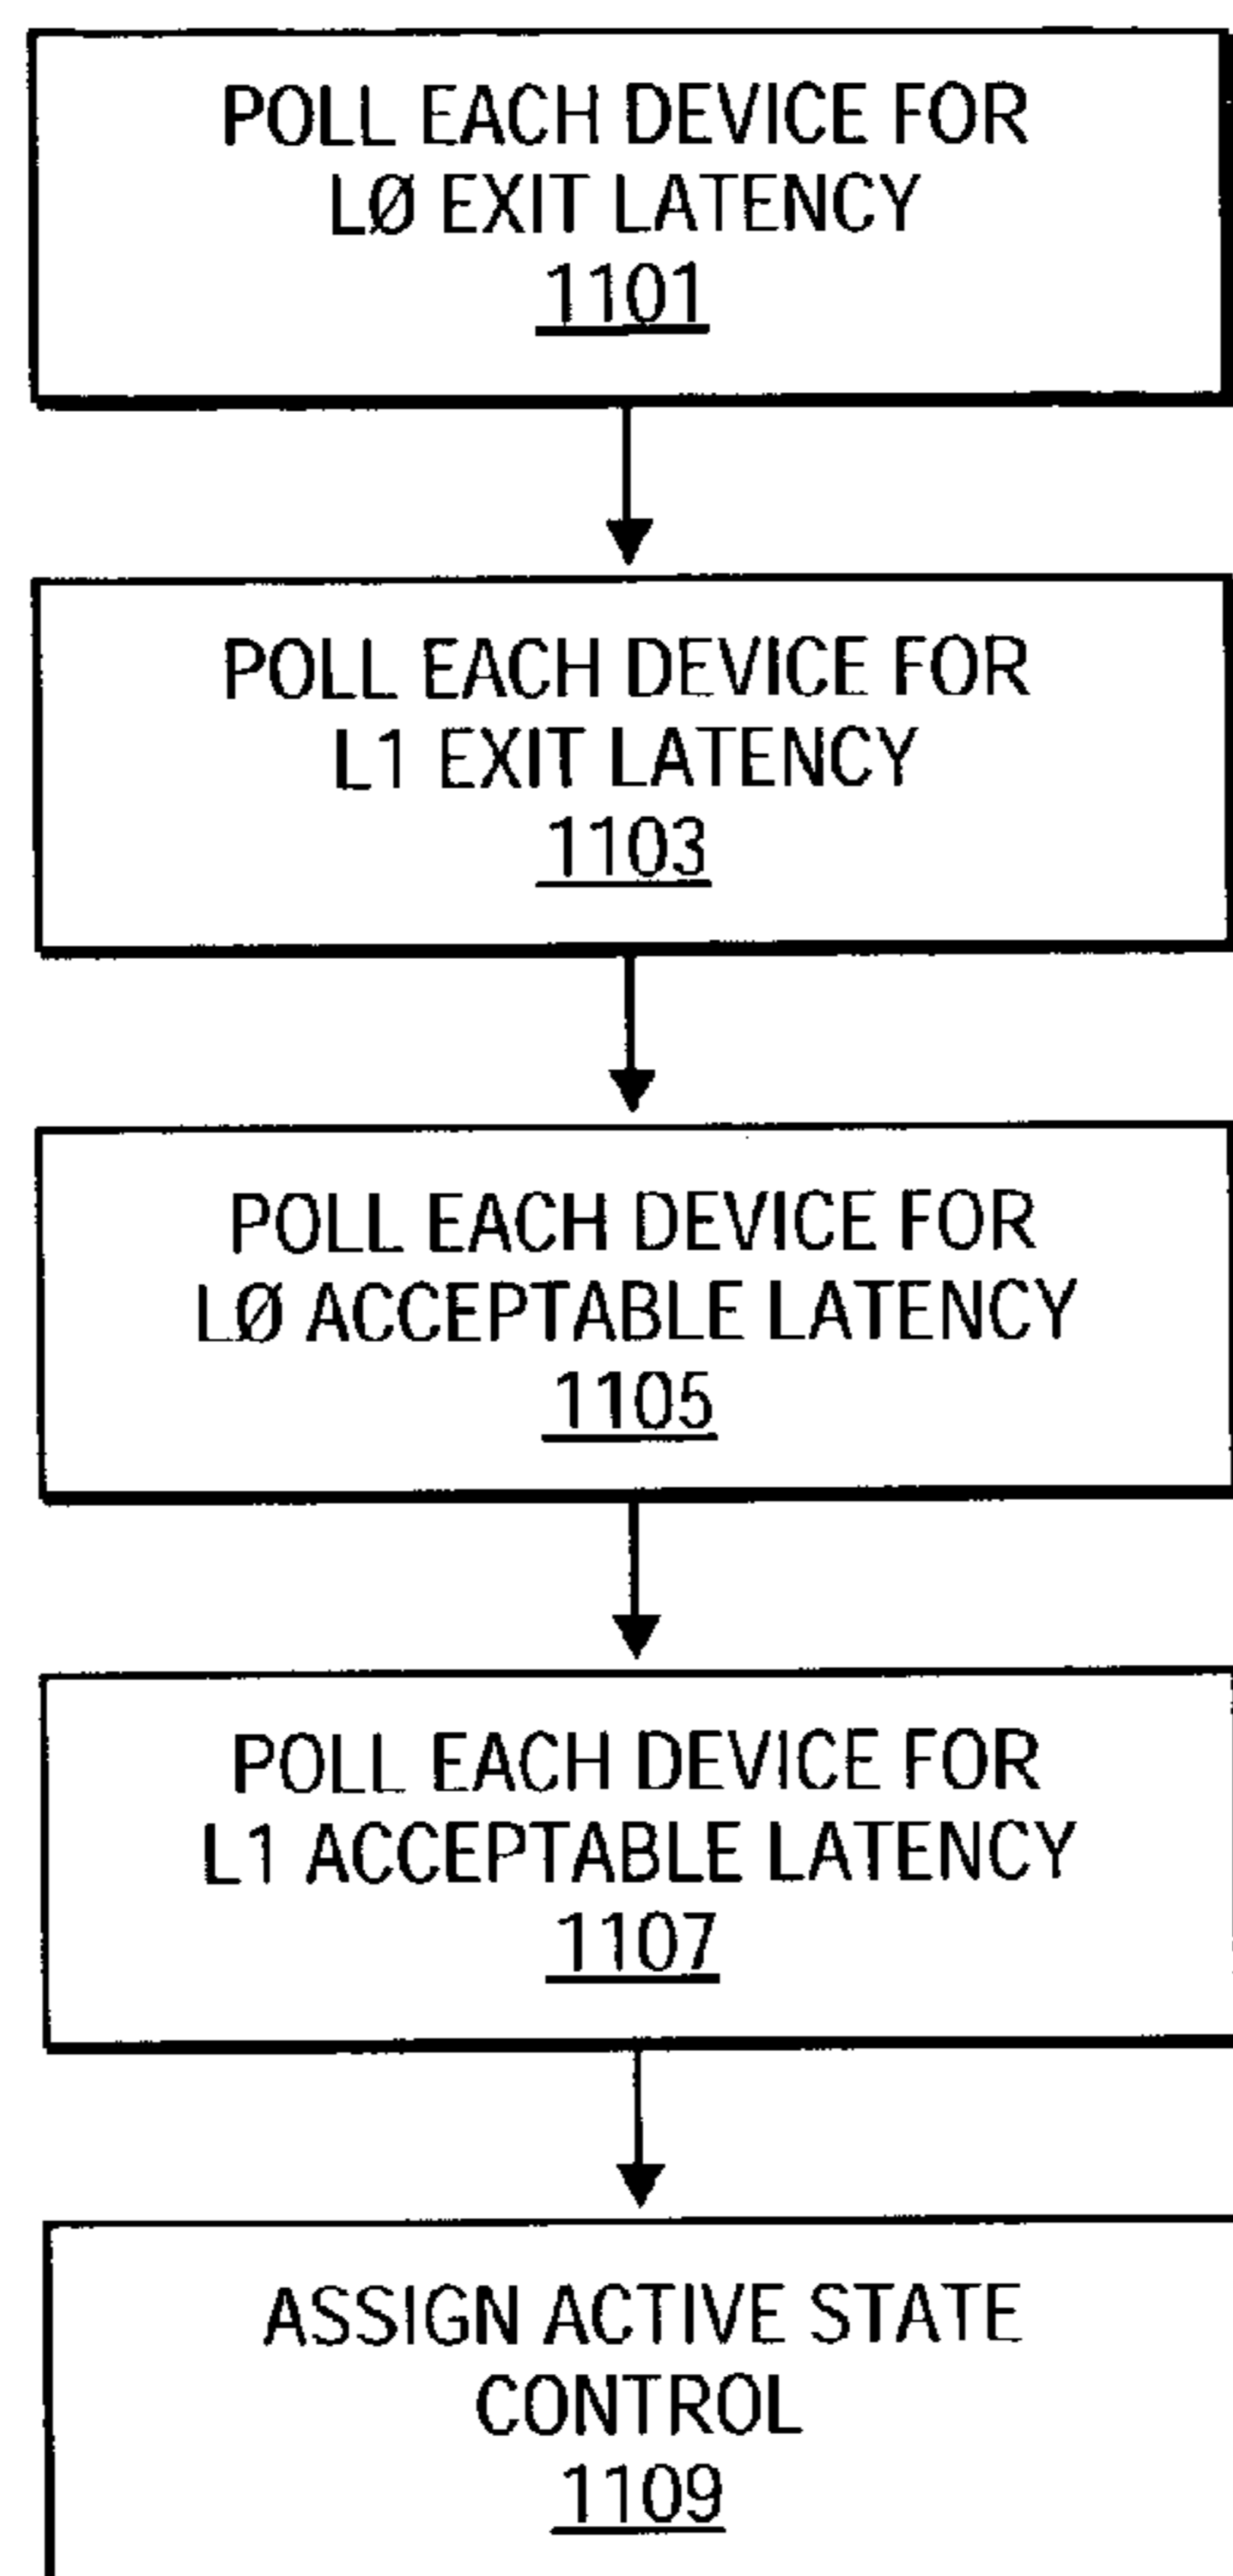 POLL EACH DEVICE FOR
LØ EXIT LATENCY
1101
POLL EACH DEVICE FOR
L1 EXIT LATENCY
1103
POLL EACH DEVICE FOR
LØ ACCEPTABLE LATENCY
1105
POLL EACH DEVICE FOR
L1 ACCEPTABLE LATENCY
1107
ASSIGN ACTIVE STATE
CONTROL
1109